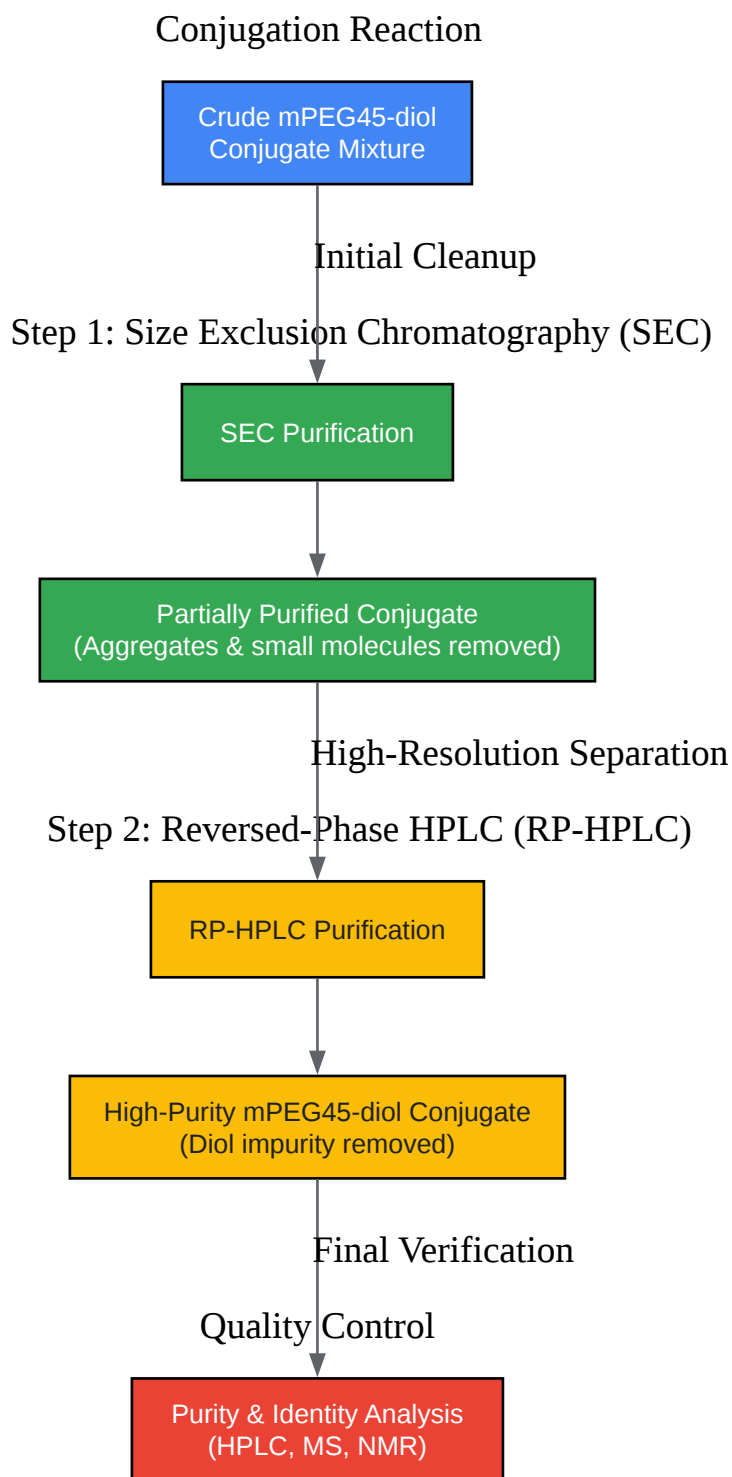 Conjugation Reaction
Crude mPEG45-diol
Conjugate Mixture
Initial Cleanup
Step 1: Size Exclusion Chromatography (SEC)
SEC Purification
Partially Purified Conjugate
(Aggregates & small molecules removed)
High-Resolution Separation
Step 2: Reversed-Phase HPLC (RP-HPLC)
RP-HPLC Purification
High-Purity mPEG45-diol Conjugate
(Diol impurity removed)
Final Verification
Quality Control
Purity & Identity Analysis
(HPLC, MS, NMR)